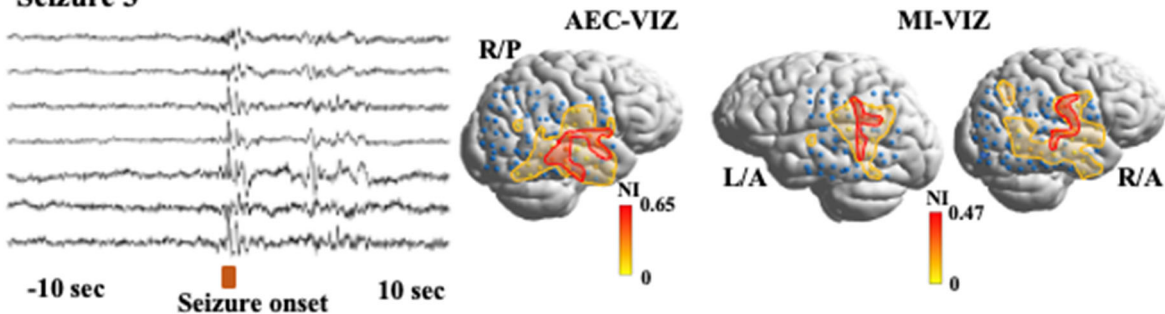 Seizure 3
-10 sec
Seizure onset
10 sec
AEC-VIZ
R/P
NI
0.65
0
MI-VIZ
L/A
R/A
NI
0.47
0